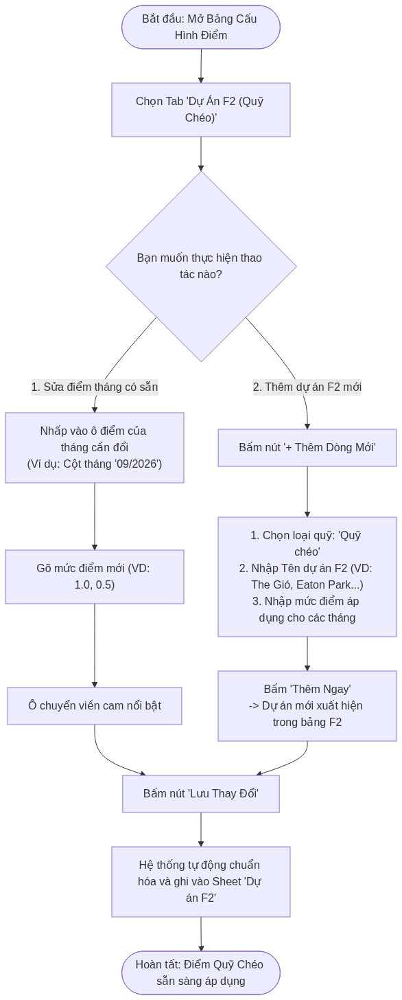 Bắt đầu: Mở Bảng Cấu
Hình Điểm
Chọn Tab 'Dự Án F2 (Quỹ
Chéo)'
Bạn muốn thực hiện thao
tác nào?
1. Sửa điểm tháng có sẵn
Nhấp vào ô điểm của
tháng cần đổi
(Ví dụ: Cột tháng '09/2026')
Gõ mức điểm mới (VD:
1.0, 0.5)
Ô chuyển viền cam nổi bật
2. Thêm dự án F2 mới
Bấm nút '+ Thêm Dòng Mới'
1. Chọn loại quỹ: 'Quỹ
chéo'
2. Nhập Tên dự án F2 (VD:
The Gió, Eaton Park...)
3. Nhập mức điểm áp
dụng cho các tháng
Bấm 'Thêm Ngay'
-> Dự án mới xuất hiện
trong bảng F2
Bấm nút 'Lưu Thay Đổi'
Hệ thống tự động chuẩn
hóa và ghi vào Sheet 'Dự
án F2'
Hoàn tất: Điểm Quỹ Chéo
sẵn sàng áp dụng